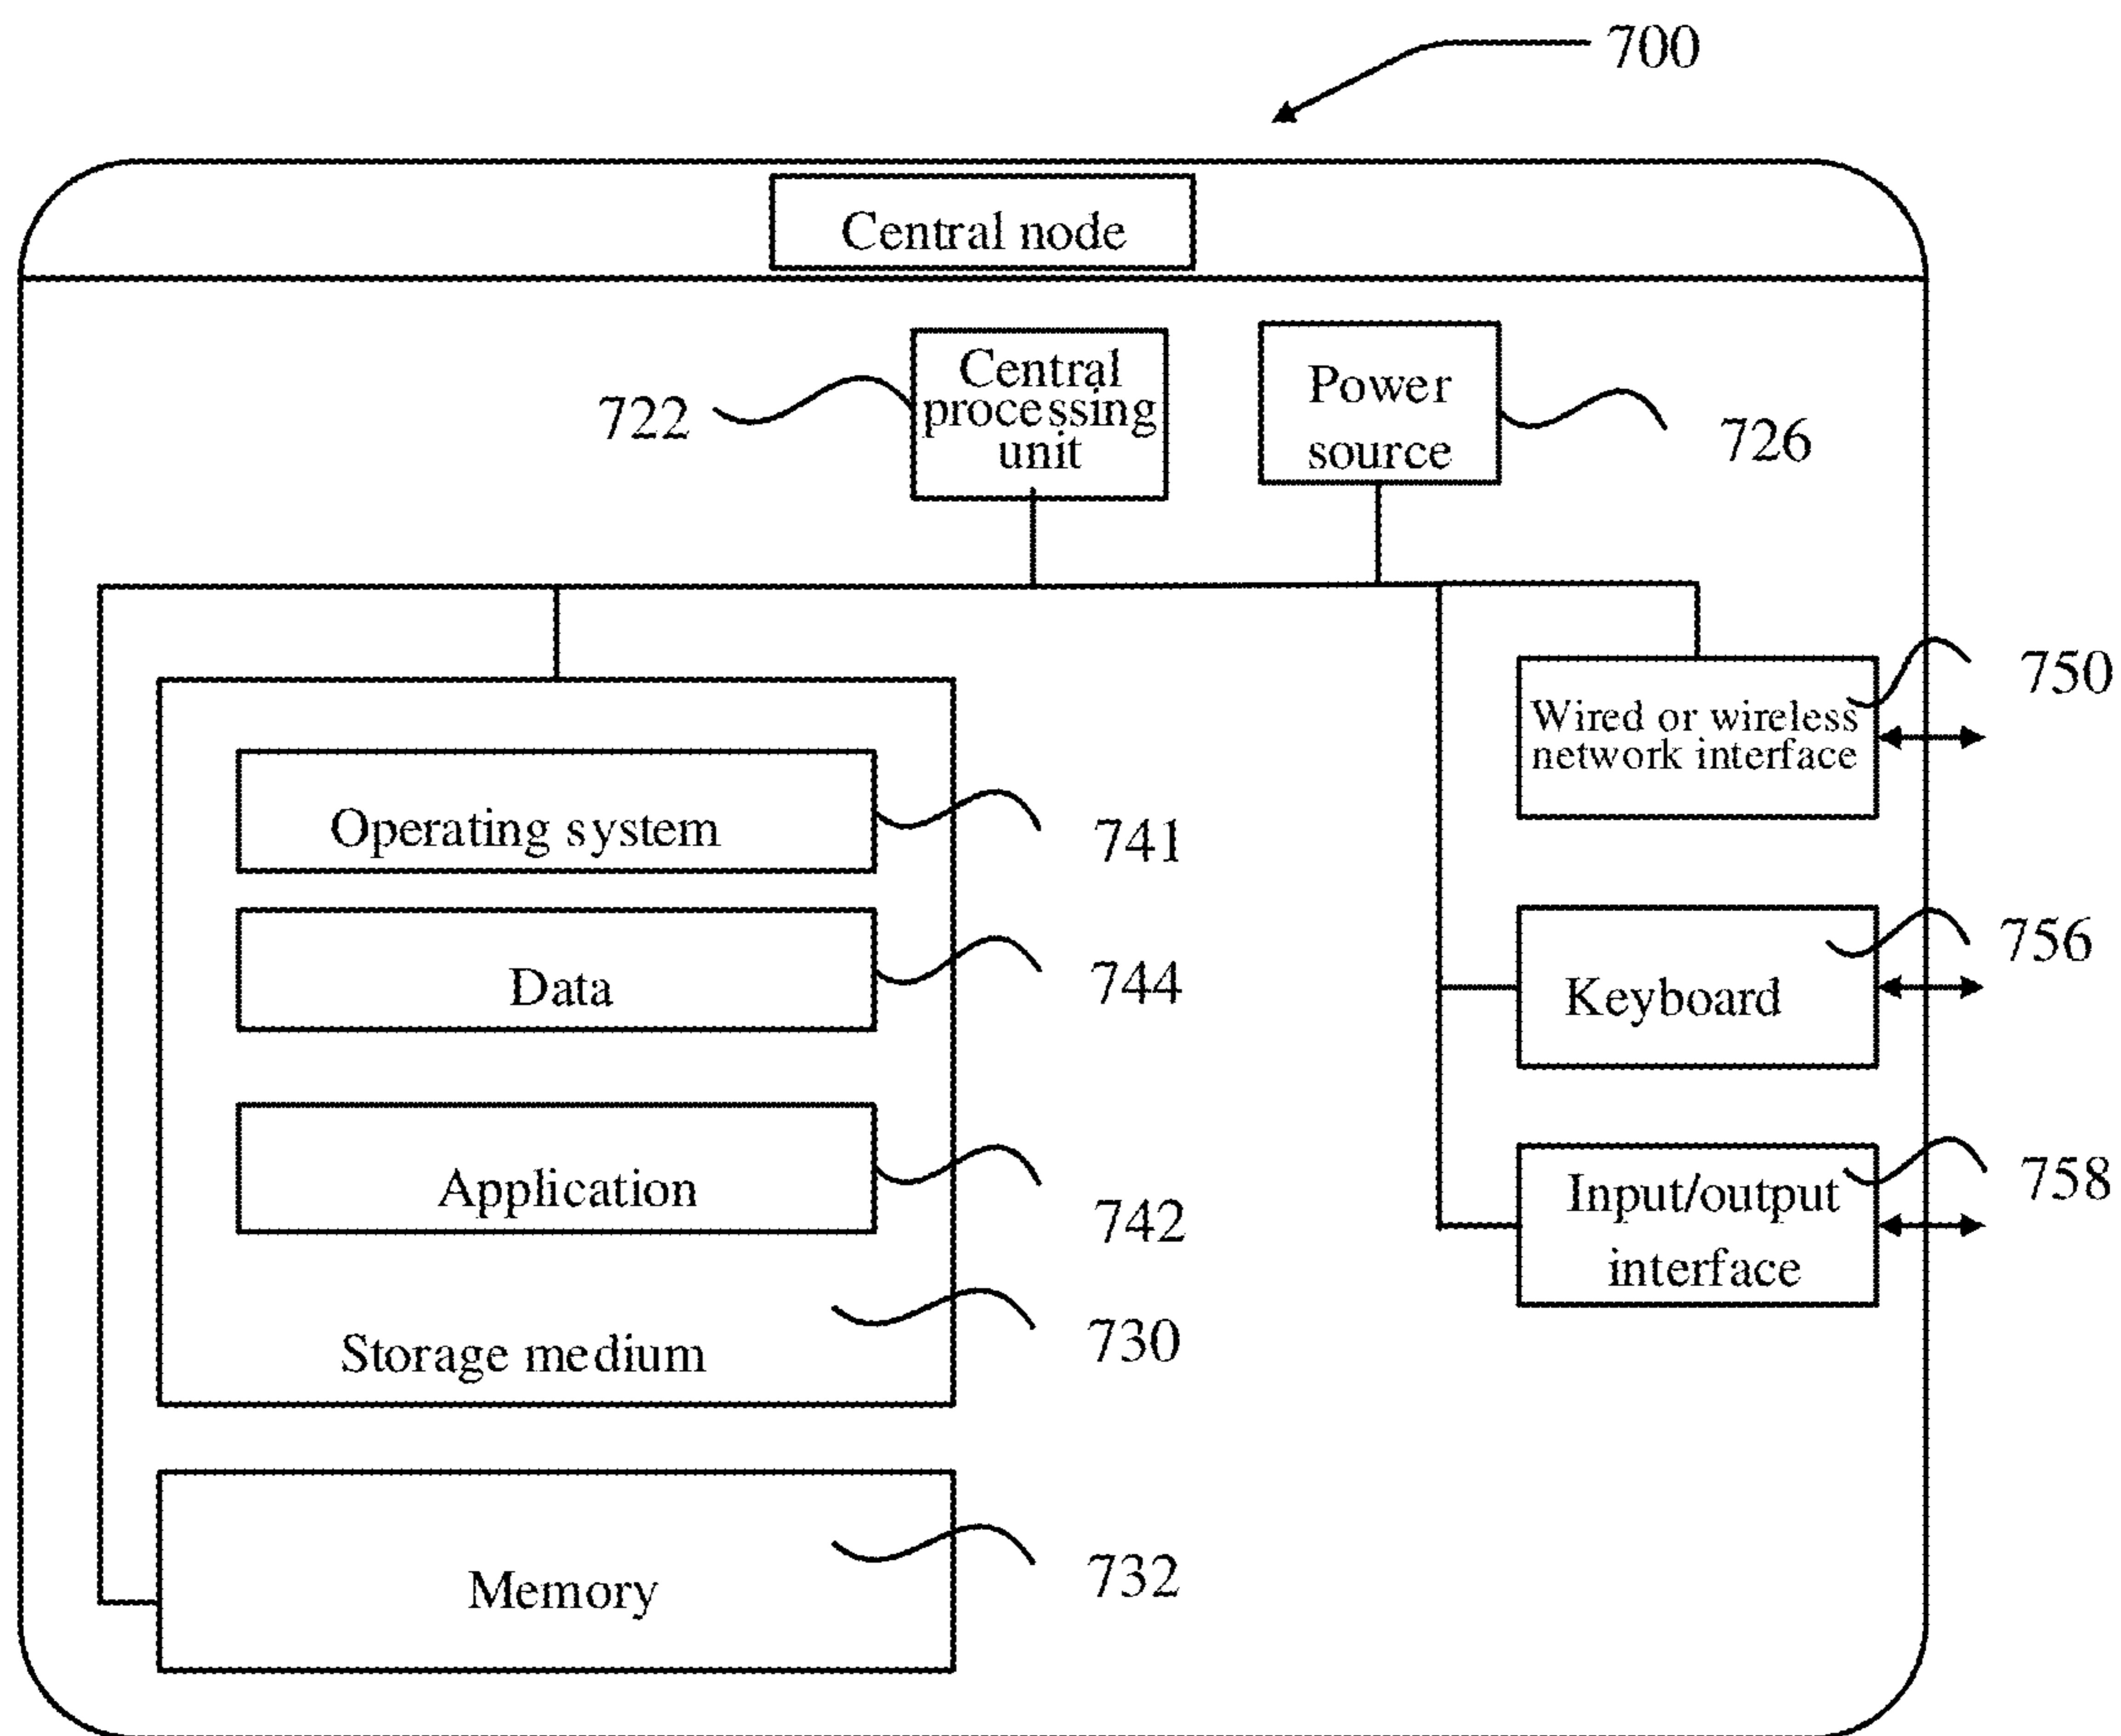 700
Central node
722
Central
processing
unit
Power
source
726
750
Wired or wireless
network interface
Operating system
741
756
Data
744
Keyboard
Application
742
Input/output
interface
758
Storage medium
730
Memory
732